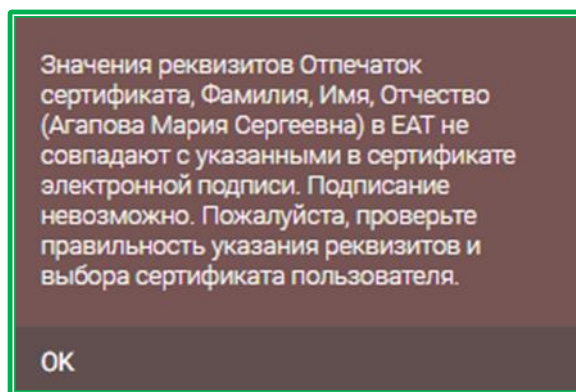 Значения реквизитов Отпечаток
сертификата, Фамилия, Имя, Отчество
(Агапова Мария Сергеевна) в ЕАТ не
совпадают с указанными в сертификате
электронной подписи. Подписание
невозможно. Пожалуйста, проверьте
правильность указания реквизитов и
выбора сертификата пользователя.
ОК